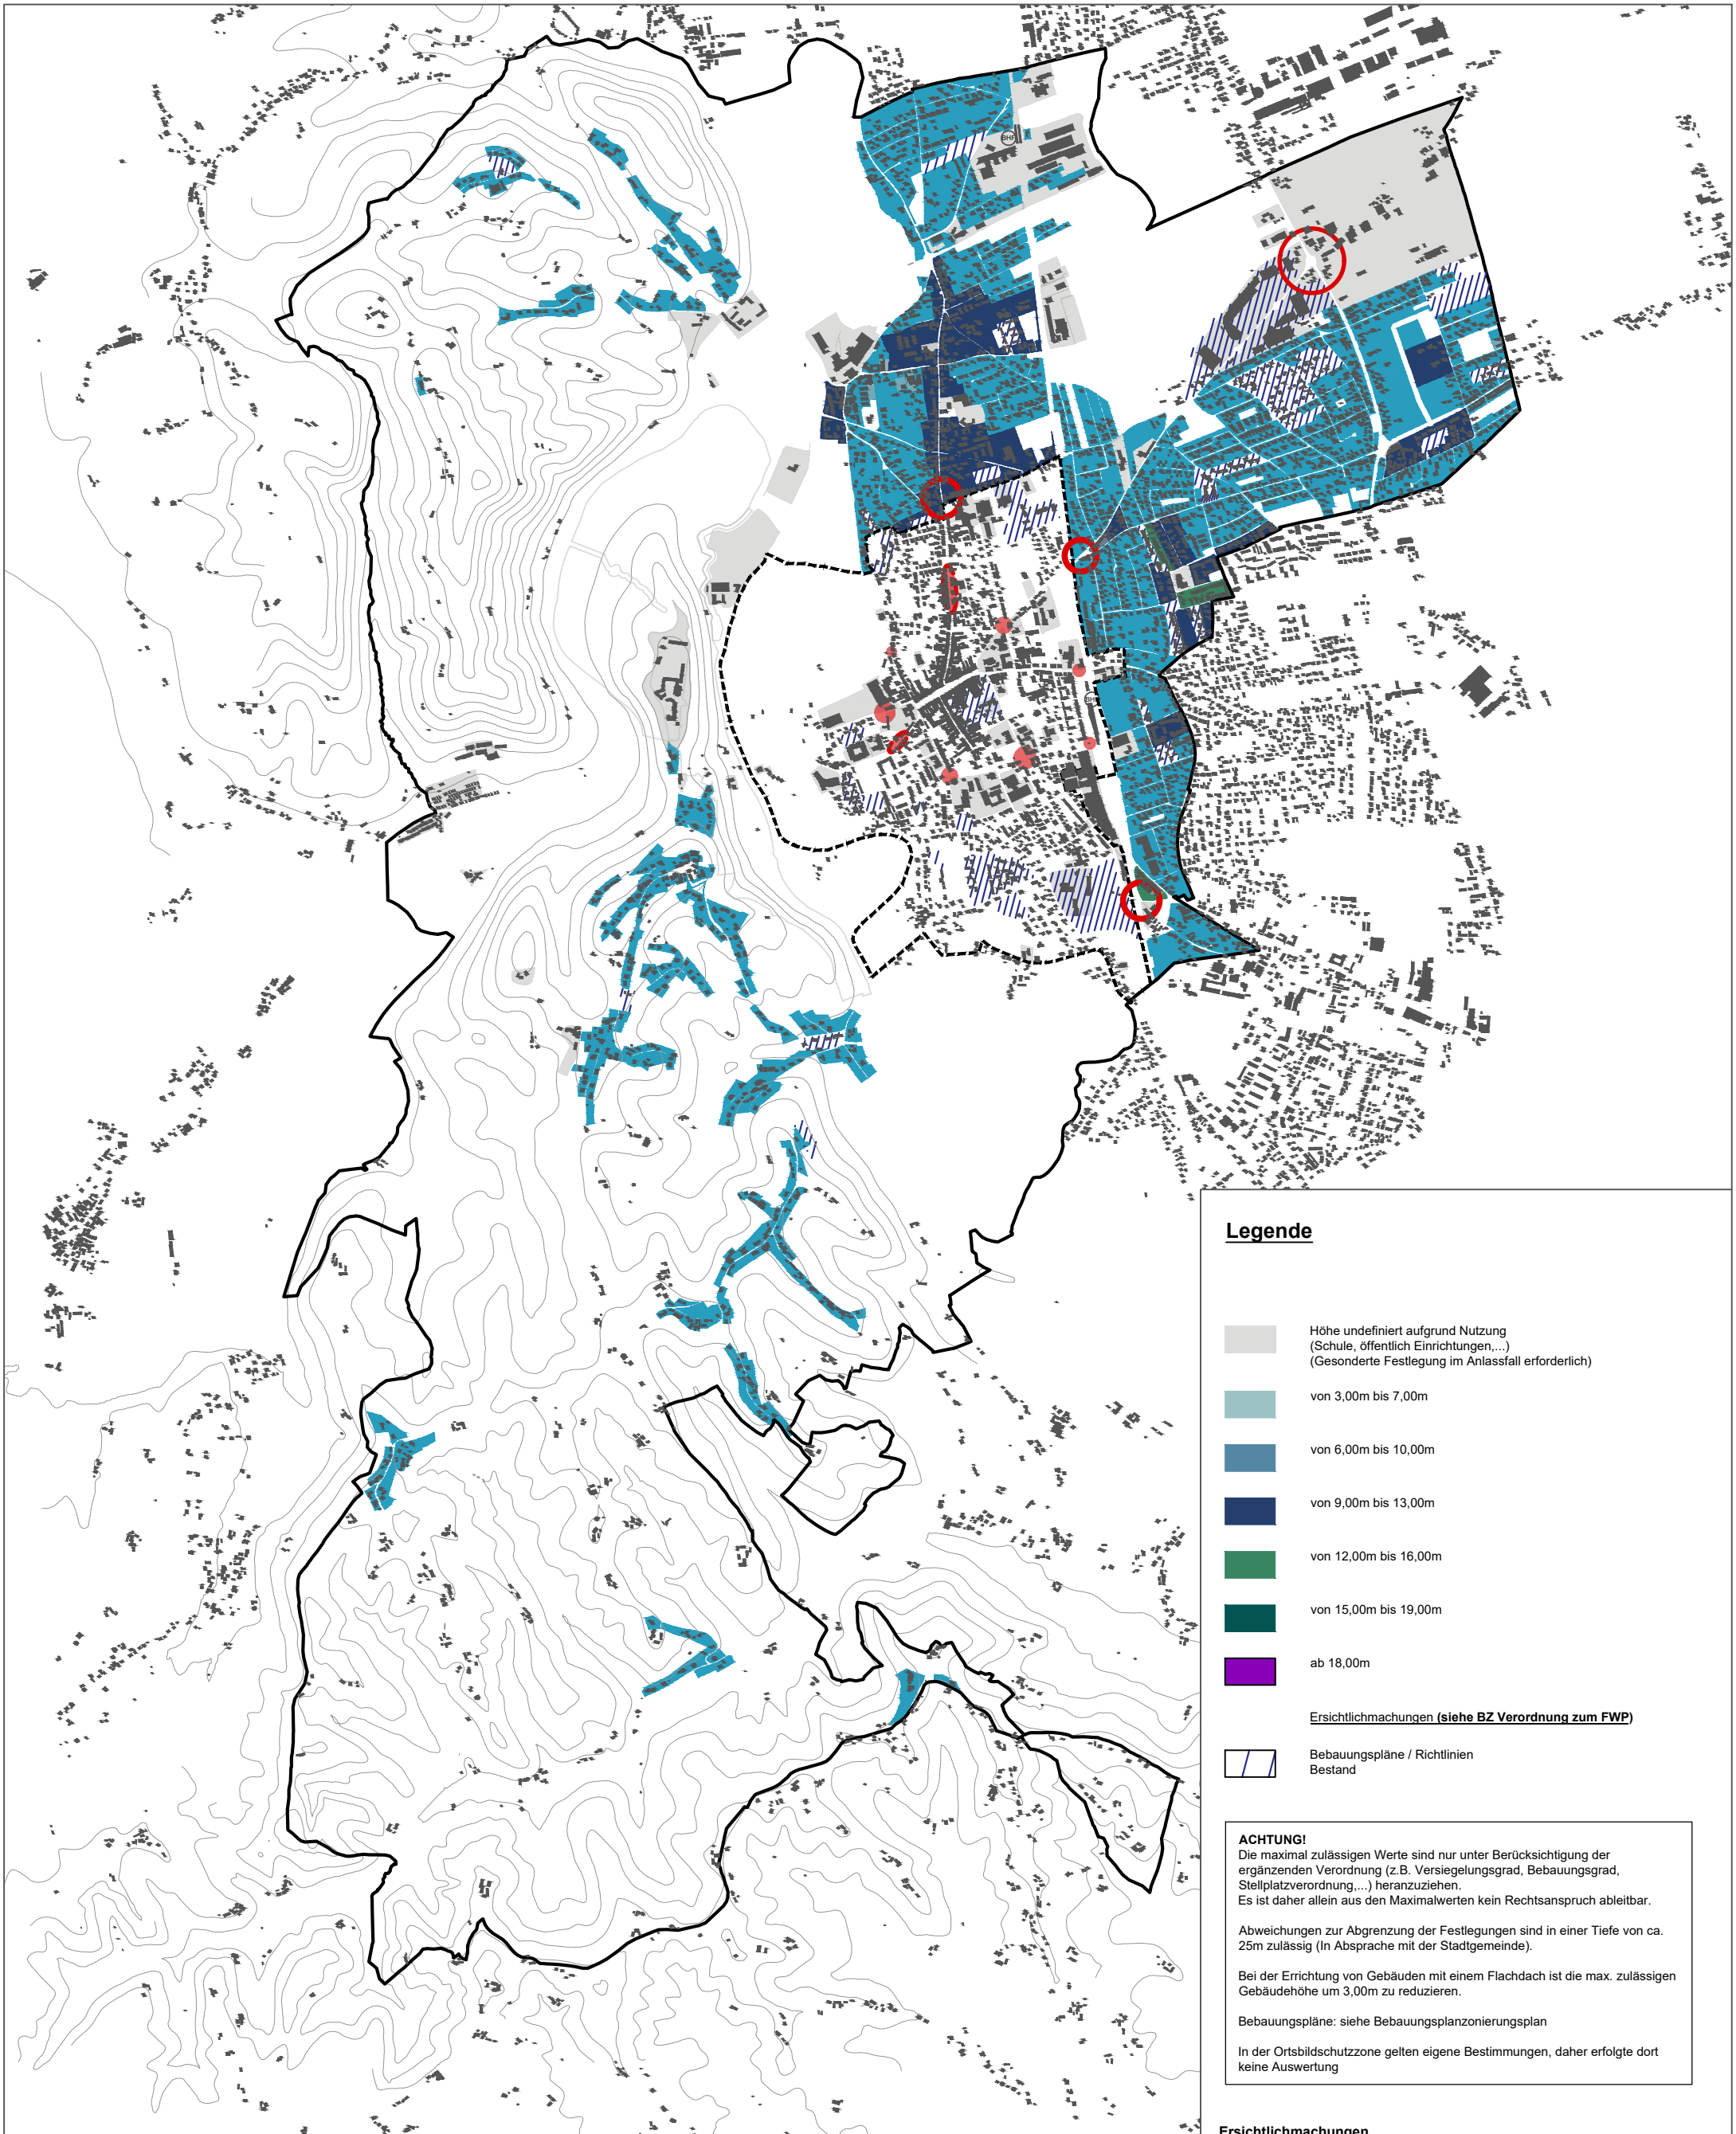 BHF
BHF
Legende
Höhe undefiniert aufgrund Nutzung
(Schule, öffentlich Einrichtungen,...)
(Gesonderte Festlegung im Anlassfall erforderlich)
von 3,00m bis 7,00m
von 6,00m bis 10,00m
von 9,00m bis 13,00m
von 12,00m bis 16,00m
von 15,00m bis 19,00m
ab 18,00m
Ersichtlichmachungen (siehe BZ Verordnung zum FWP)
Bebauungspläne / Richtlinien
Bestand
ACHTUNG!
Die maximal zulässigen Werte sind nur unter Berücksichtigung der
ergänzenden Verordnung (z.B. Versiegelungsgrad, Bebauungsgrad,
Stellplatzverordnung,...) heranzuziehen.
Es ist daher allein aus den Maximalwerten kein Rechtsanspruch ableitbar.
Abweichungen zur Abgrenzung der Festlegungen sind in einer Tiefe von ca.
25m zulässig (In Absprache mit der Stadtgemeinde).
Bei der Errichtung von Gebäuden mit einem Flachdach ist die max. zulässigen
Gebäudehöhe um 3,00m zu reduzieren.
Bebauungspläne: siehe Bebauungsplanzonierungsplan
In der Ortsbildschutzzone gelten eigene Bestimmungen, daher erfolgte dort
keine Auswertung
Ersichtlichmachungen